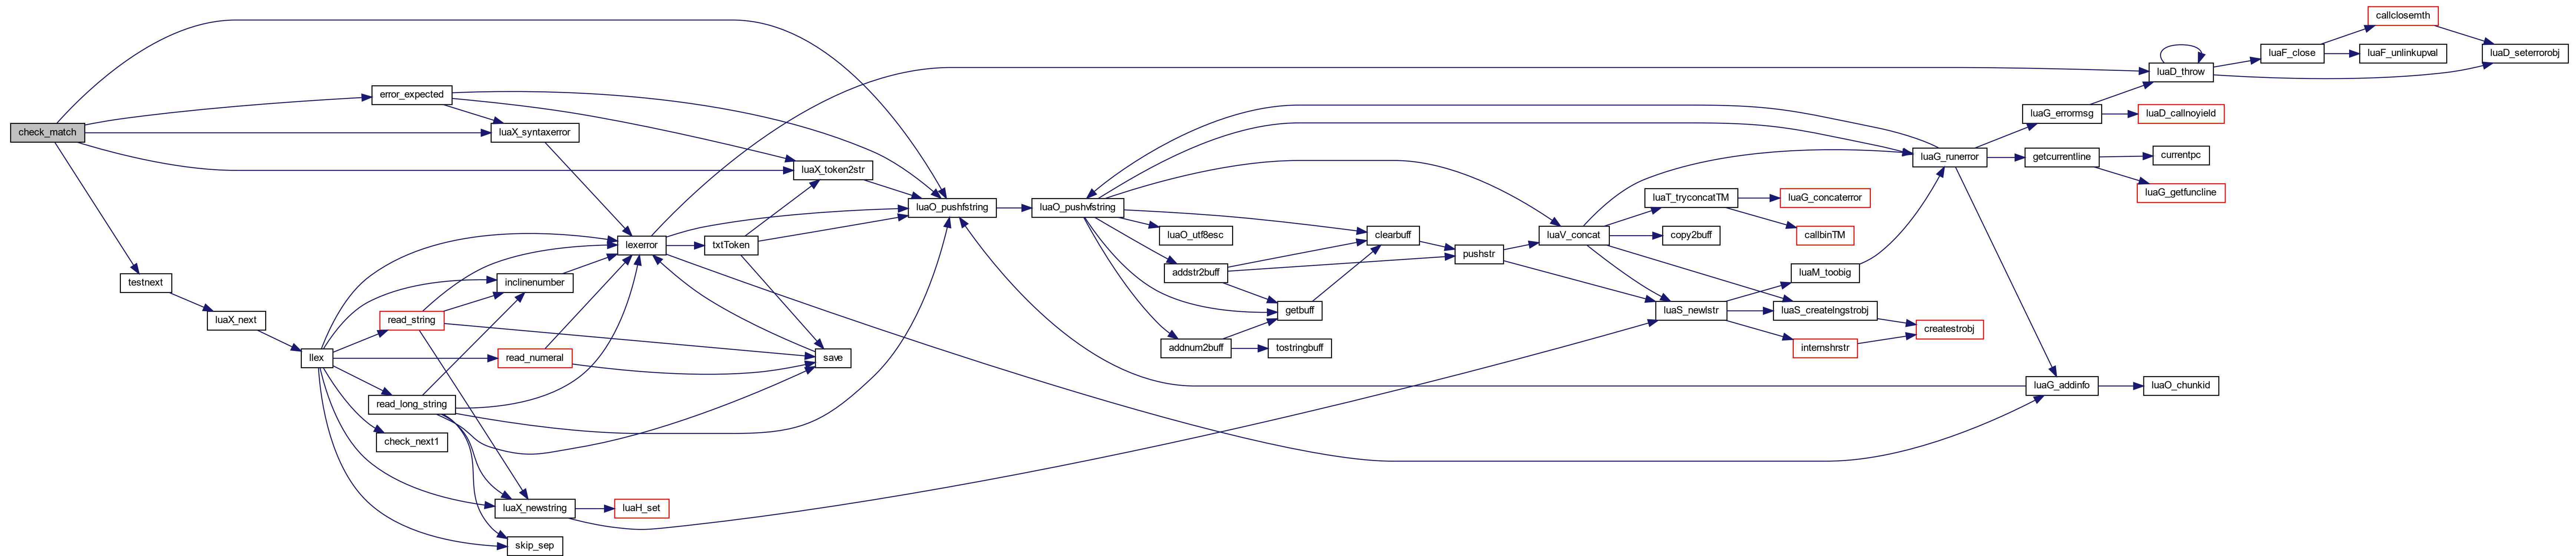 check_match
error_expected
luaX_syntaxerror
testnext
luaX_next
llex
read_string
read_numeral
read_long_string
check_next1
inclinenumber
luaX_newstring
skip_sep
lexerror
luaH_set
txtToken
luaX_token2str
save
luaO_pushfstring
luaO_pushvfstring
luaO_utf8esc
addstr2buff
addnum2buff
getbuff
tostringbuff
clearbuff
pushstr
luaV_concat
luaT_tryconcatTM
copy2buff
luaS_newlstr
luaG_concaterror
callbinTM
luaM_toobig
luaS_createlngstrobj
internshrstr
createstrobj
luaG_runerror
luaG_errormsg
getcurrentline
luaG_addinfo
luaD_throw
luaD_callnoyield
currentpc
luaG_getfuncline
luaO_chunkid
luaF_close
callclosemth
luaF_unlinkupval
luaD_seterrorobj